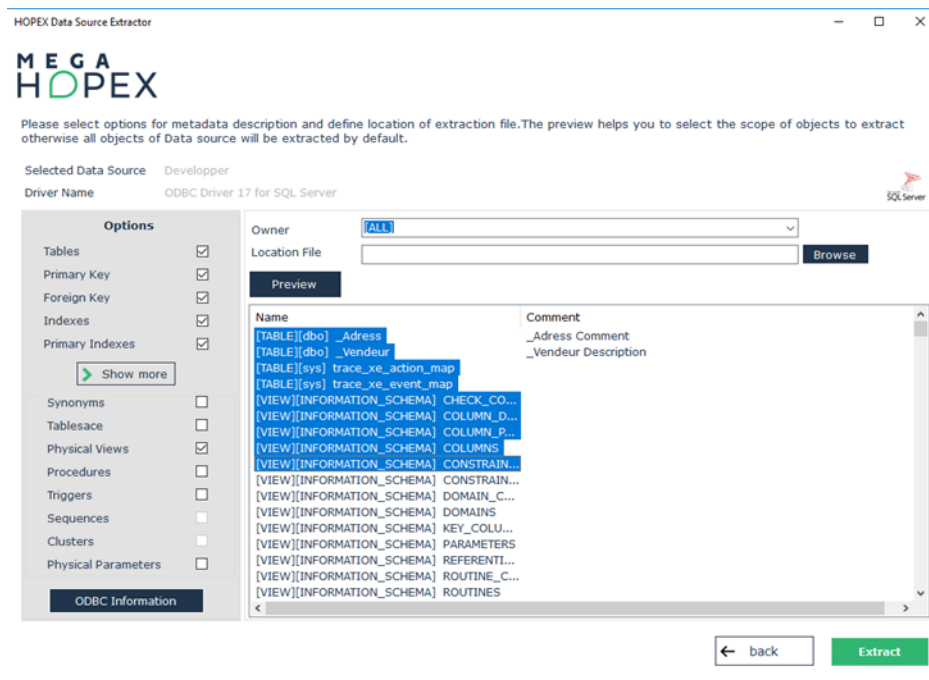 HOPEX Data Source Extractor
MEGA
HOPEX
Please select options for metadata description and define location of extraction file.The preview helps you to select the scope of objects to extract
otherwise all objects of Data source will be extracted by default.
Selected Data Source Developper
Driver Name ODBC Driver 17 for SQL Server
SQL Server
Options
Tables
Primary Key
Foreign Key
Indexes
Primary Indexes
Show more
Synonyms
Tablesace
Physical Views
Procedures
Triggers
Sequences
Clusters
Physical Parameters
ODBC Information
Owner [ALL]
Location File Browse
Preview
Name Comment
[TABLE][dbo] _Adress _Adress Comment
[TABLE][dbo] _Vendeur _Vendeur Description
[TABLE][sys] trace_xe_action_map
[TABLE][sys] trace_xe_event_map
[VIEW][INFORMATION_SCHEMA] CHECK_CO...
[VIEW][INFORMATION_SCHEMA] COLUMN_D...
[VIEW][INFORMATION_SCHEMA] COLUMN_P...
[VIEW][INFORMATION_SCHEMA] COLUMNS
[VIEW][INFORMATION_SCHEMA] CONSTRAIN...
[VIEW][INFORMATION_SCHEMA] CONSTRAIN...
[VIEW][INFORMATION_SCHEMA] DOMAIN_C...
[VIEW][INFORMATION_SCHEMA] DOMAINS
[VIEW][INFORMATION_SCHEMA] KEY_COLU...
[VIEW][INFORMATION_SCHEMA] PARAMETERS
[VIEW][INFORMATION_SCHEMA] REFERENTI...
[VIEW][INFORMATION_SCHEMA] ROUTINE_C...
[VIEW][INFORMATION_SCHEMA] ROUTINES
back
Extract